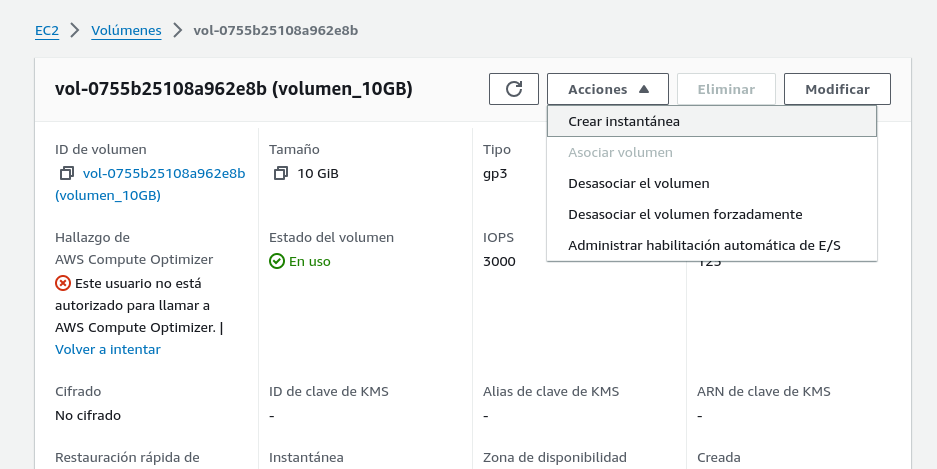 EC2 > Volúmenes > vol-0755b25108a962e8b
vol-0755b25108a962e8b (volumen_10GB)
Acciones
Eliminar
Modificar
Crear instantánea
Asociar volumen
Desasociar el volumen
Desasociar el volumen forzadamente
Administrar habilitación automática de E/S
ID de volumen
vol-0755b25108a962e8b
(volumen_10GB)
Tamaño
10 GiB
Tipo
gp3
Hallazgo de
AWS Compute Optimizer
Este usuario no está
autorizado para llamar a
AWS Compute Optimizer. |
Volver a intentar
Estado del volumen
En uso
IOPS
3000
125
Cifrado
No cifrado
ID de clave de KMS
-
Alias de clave de KMS
-
ARN de clave de KMS
-
Restauración rápida de
Instantánea
Zona de disponibilidad
Creada